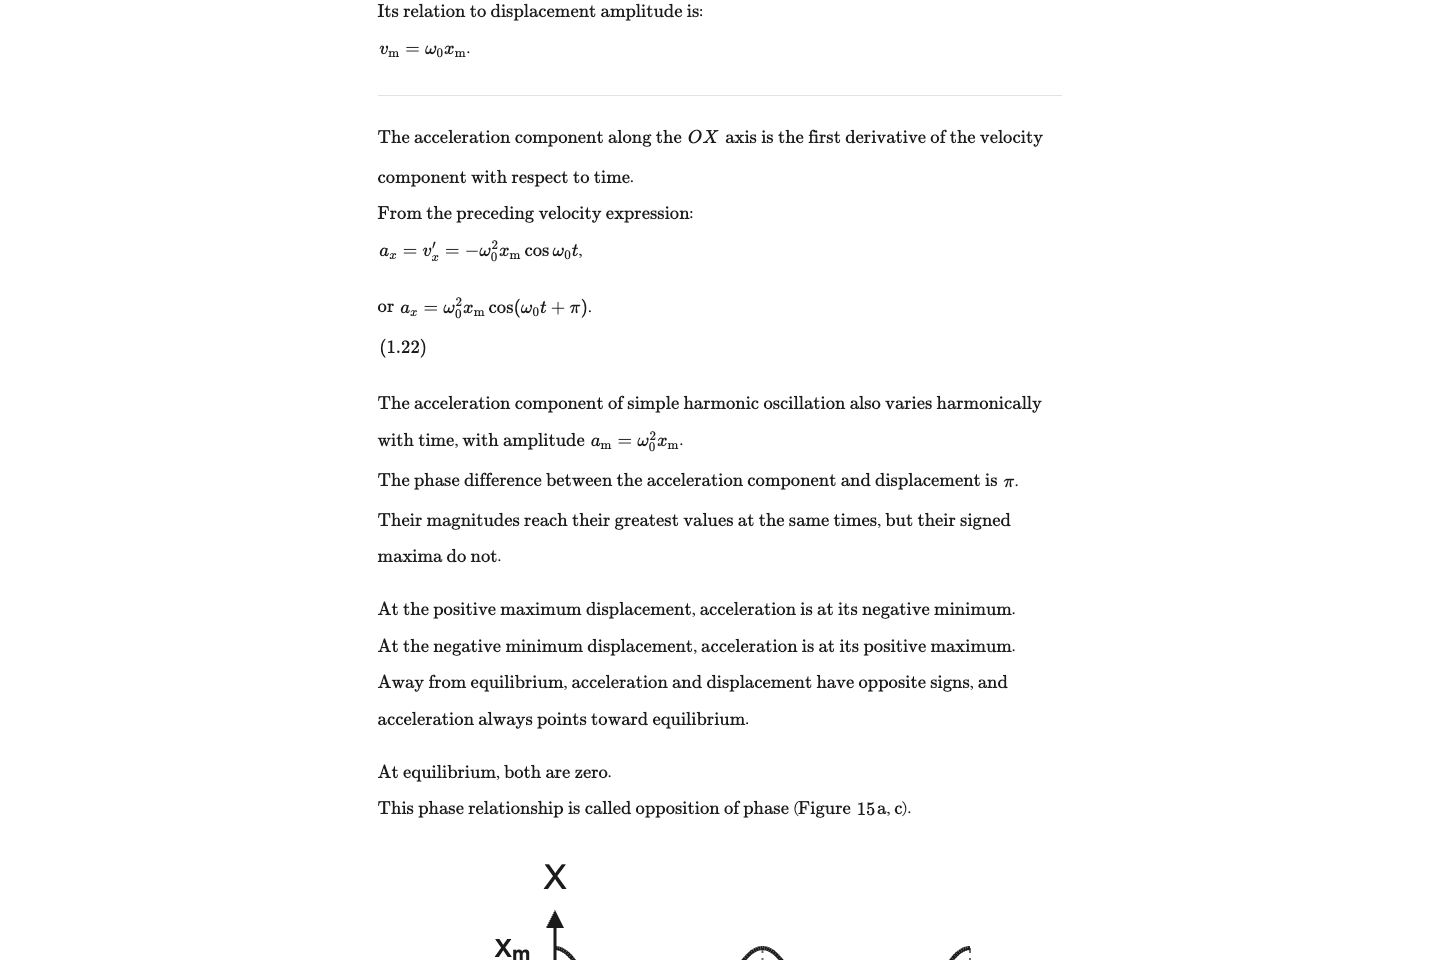 Its relation to displacement amplitude is:
vₘ = ω₀xₘ.
The acceleration component along the OX axis is the first derivative of the velocity
component with respect to time.
From the preceding velocity expression:
aₓ = v′ₓ = −ω₀²xₘ cos ω₀t,
or aₓ = ω₀²xₘ cos(ω₀t + π).
(1.22)
The acceleration component of simple harmonic oscillation also varies harmonically
with time, with amplitude aₘ = ω₀²xₘ.
The phase difference between the acceleration component and displacement is π.
Their magnitudes reach their greatest values at the same times, but their signed
maxima do not.
At the positive maximum displacement, acceleration is at its negative minimum.
At the negative minimum displacement, acceleration is at its positive maximum.
Away from equilibrium, acceleration and displacement have opposite signs, and
acceleration always points toward equilibrium.
At equilibrium, both are zero.
This phase relationship is called opposition of phase (Figure 15 a, c).
X
Xₘ